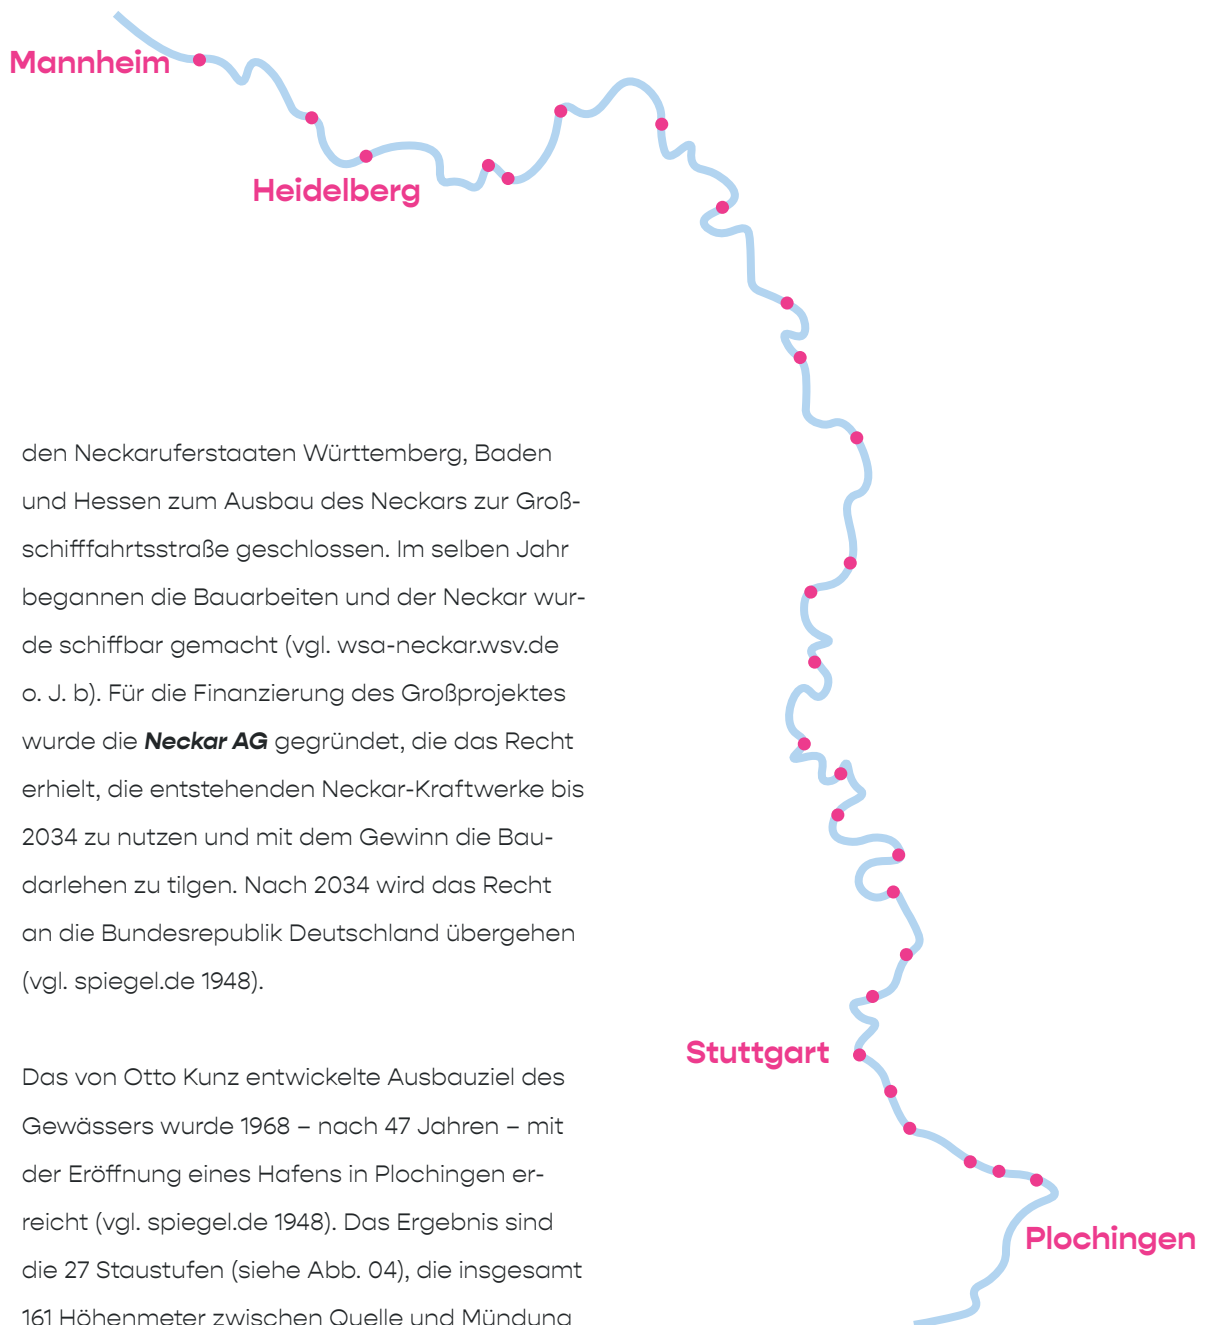 Mannheim
Heidelberg
den Neckaruferstaaten Württemberg, Baden
und Hessen zum Ausbau des Neckars zur Groß-
schifffahrtsstraße geschlossen. Im selben Jahr
begannen die Bauarbeiten und der Neckar wur-
de schiffbar gemacht (vgl. wsa-neckar.wsv.de
o. J. b). Für die Finanzierung des Großprojektes
wurde die Neckar AG gegründet, die das Recht
erhielt, die entstehenden Neckar-Kraftwerke bis
2034 zu nutzen und mit dem Gewinn die Bau-
darlehen zu tilgen. Nach 2034 wird das Recht
an die Bundesrepublik Deutschland übergehen
(vgl. spiegel.de 1948).
Das von Otto Kunz entwickelte Ausbauziel des
Gewässers wurde 1968 – nach 47 Jahren – mit
der Eröffnung eines Hafens in Plochingen er-
reicht (vgl. spiegel.de 1948). Das Ergebnis sind
die 27 Staustufen (siehe Abb. 04), die insgesamt
161 Höhenmeter zwischen Quelle und Mündung
Stuttgart
Plochingen